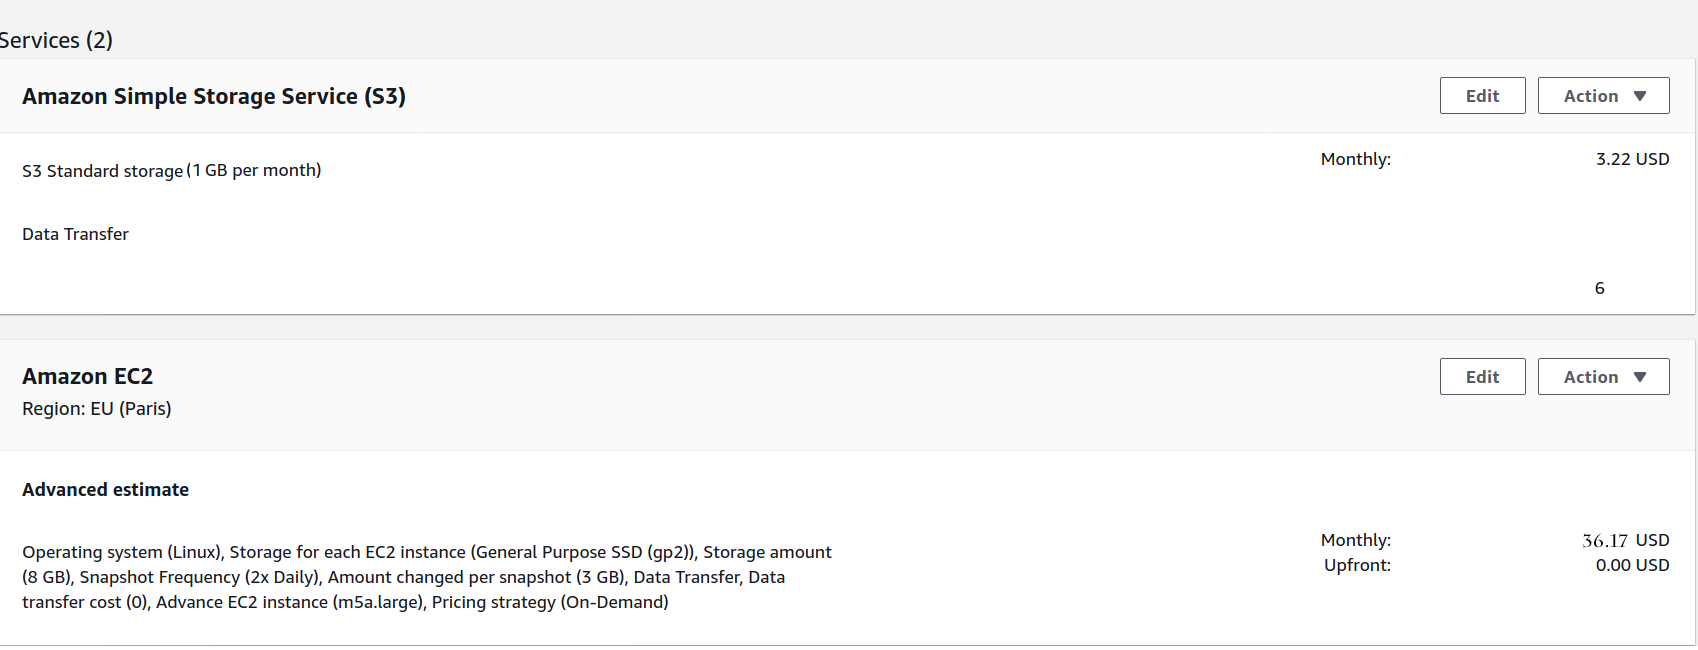 Services (2)
Amazon Simple Storage Service (S3)
Edit
Action
S3 Standard storage (1 GB per month)
Monthly:
3.22 USD
Data Transfer
6
Amazon EC2
Edit
Action
Region: EU (Paris)
Advanced estimate
Operating system (Linux), Storage for each EC2 instance (General Purpose SSD (gp2)), Storage amount
(8 GB), Snapshot Frequency (2x Daily), Amount changed per snapshot (3 GB), Data Transfer, Data
transfer cost (0), Advance EC2 instance (m5a.large), Pricing strategy (On-Demand)
Monthly:
36.17 USD
Upfront:
0.00 USD